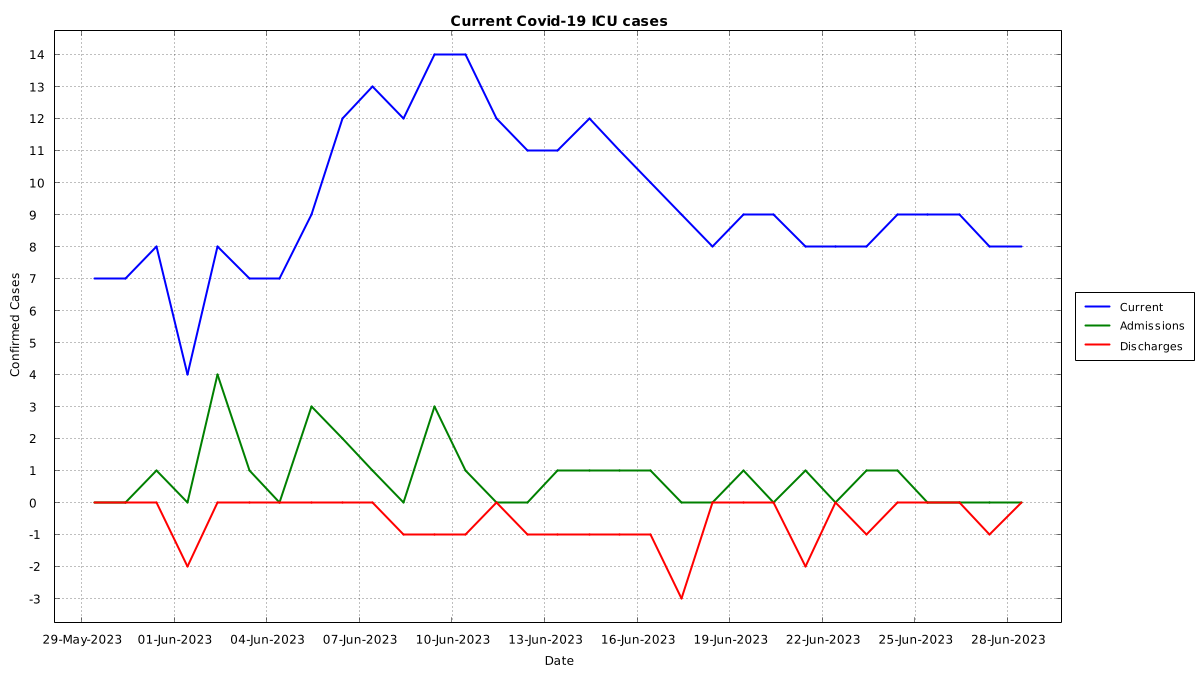 Current Covid-19 ICU cases
14
13
12
11
10
9
8
7
6
5
4
3
2
1
0
-1
-2
-3
Confirmed Cases
29-May-2023 01-Jun-2023 04-Jun-2023 07-Jun-2023 10-Jun-2023 13-Jun-2023 16-Jun-2023 19-Jun-2023 22-Jun-2023 25-Jun-2023 28-Jun-2023
Date
Current
Admissions
Discharges